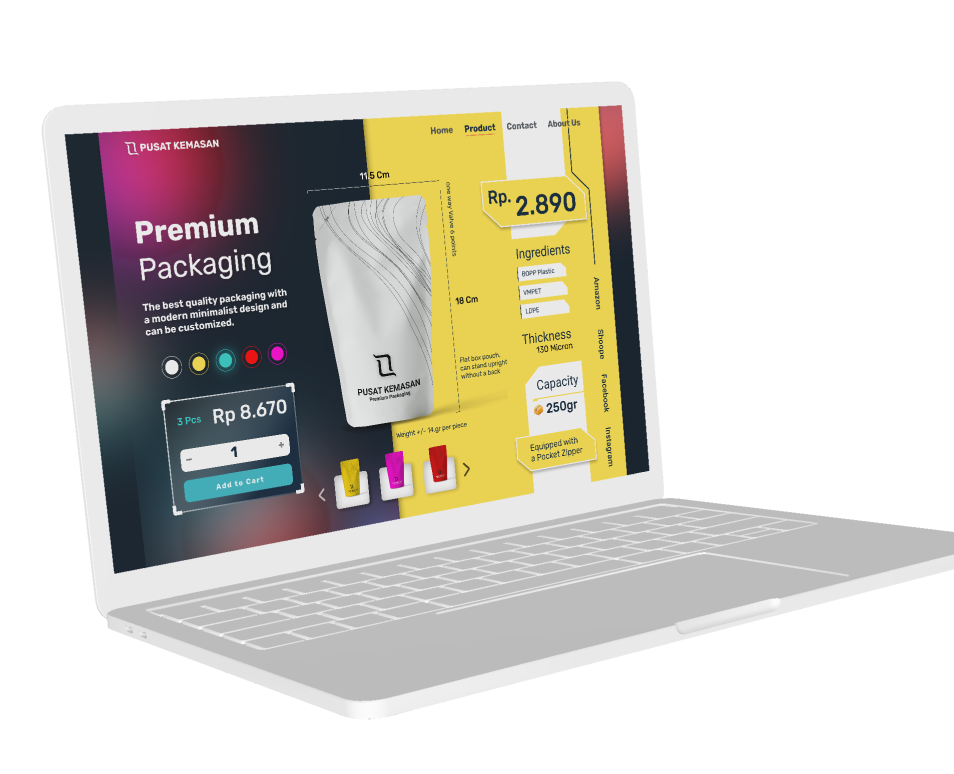 PUSAT KEMASAN
Home
Product
Contact
About Us
Premium
Packaging
The best quality packaging with
a modern minimalist design and
can be customized.
3 Pcs
Rp 8.670
-
1
+
Add to Cart
11,5 Cm
one way Valve 6 points
18 Cm
PUSAT KEMASAN
Premium Packaging
Flat box pouch,
can stand upright
without a back
Weight +/- 14.gr per piece
Rp. 2.890
Ingredients
BOPP Plastic
VMPET
LDPE
Thickness
130 Micron
Capacity
250gr
Equipped with
a Pocket Zipper
Amazon
Shoope
Facebook
Instagram